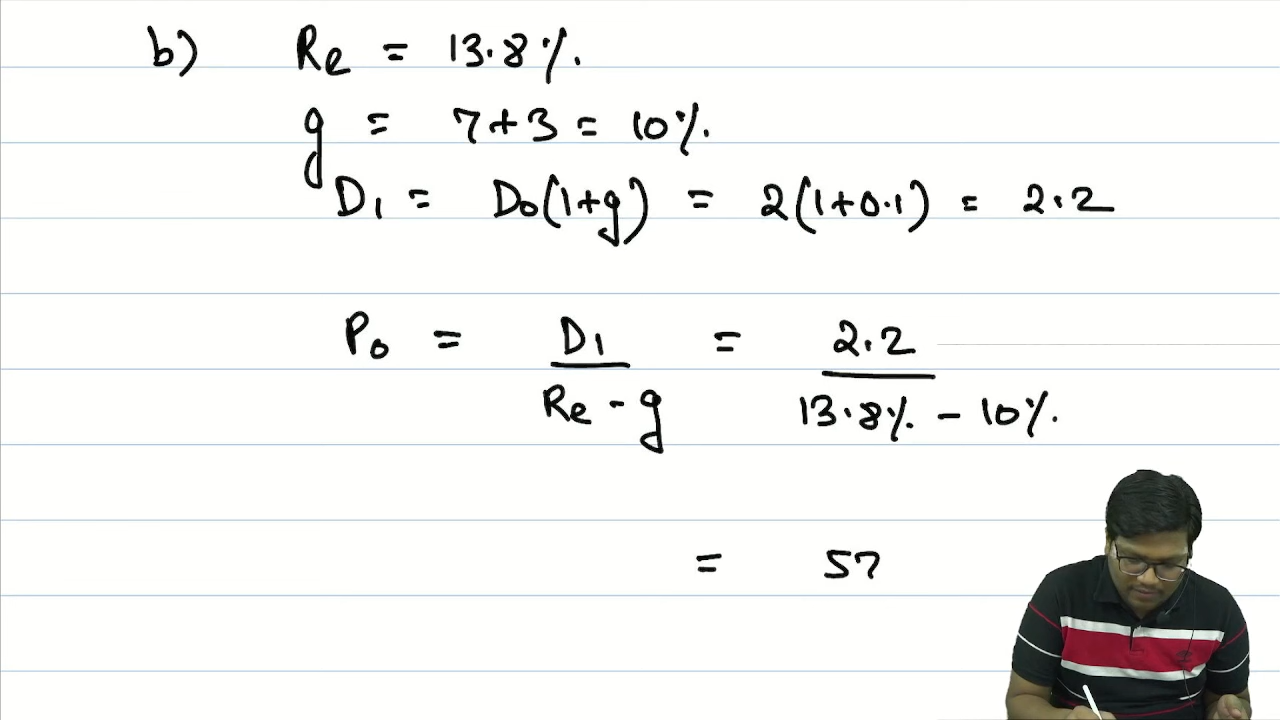 b) Re = 13.8%.
g = 7+3 = 10%.
D1 = D0(1+g) = 2(1+0.1) = 2.2
P0 = D1 / Re - g = 2.2 / 13.8% - 10%.
= 57